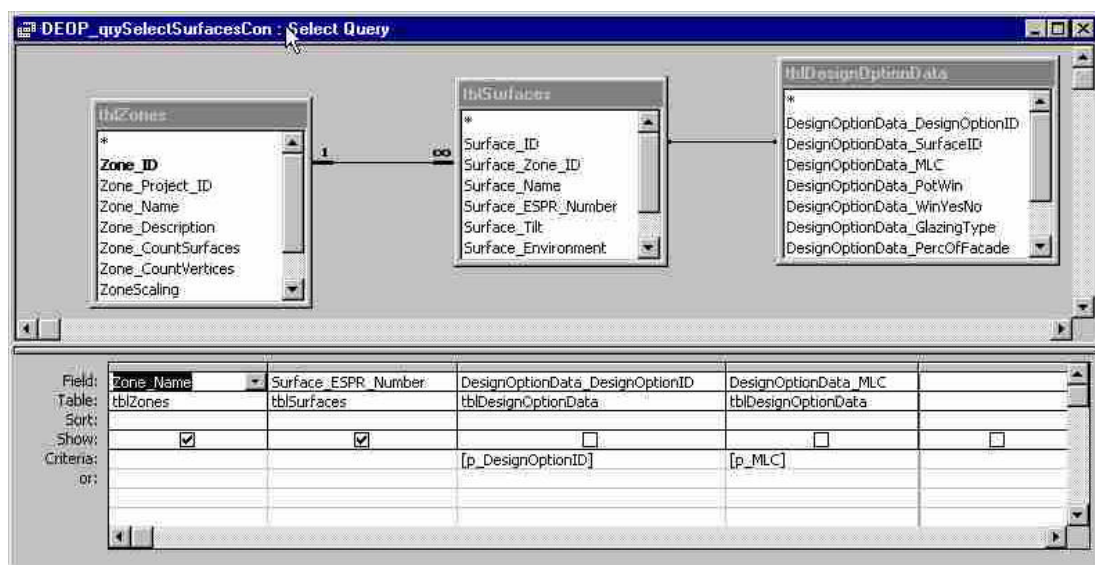 DEOP_qrySelectSurfacesCon : Select Query
tblZones
*
Zone_ID
Zone_Project_ID
Zone_Name
Zone_Description
Zone_CountSurfaces
Zone_CountVertices
ZoneScaling
1
∞
tblSurfaces
*
Surface_ID
Surface_Zone_ID
Surface_Name
Surface_ESPR_Number
Surface_Tilt
Surface_Environment
tblDesignOptionData
*
DesignOptionData_DesignOptionID
DesignOptionData_SurfaceID
DesignOptionData_MLC
DesignOptionData_PotWin
DesignOptionData_WinYesNo
DesignOptionData_GlazingType
DesignOptionData_PercOfFacade
Field: Zone_Name Surface_ESPR_Number DesignOptionData_DesignOptionID DesignOptionData_MLC
Table: tblZones tblSurfaces tblDesignOptionData tblDesignOptionData
Sort:
Show:
Criteria: [p_DesignOptionID] [p_MLC]
or: